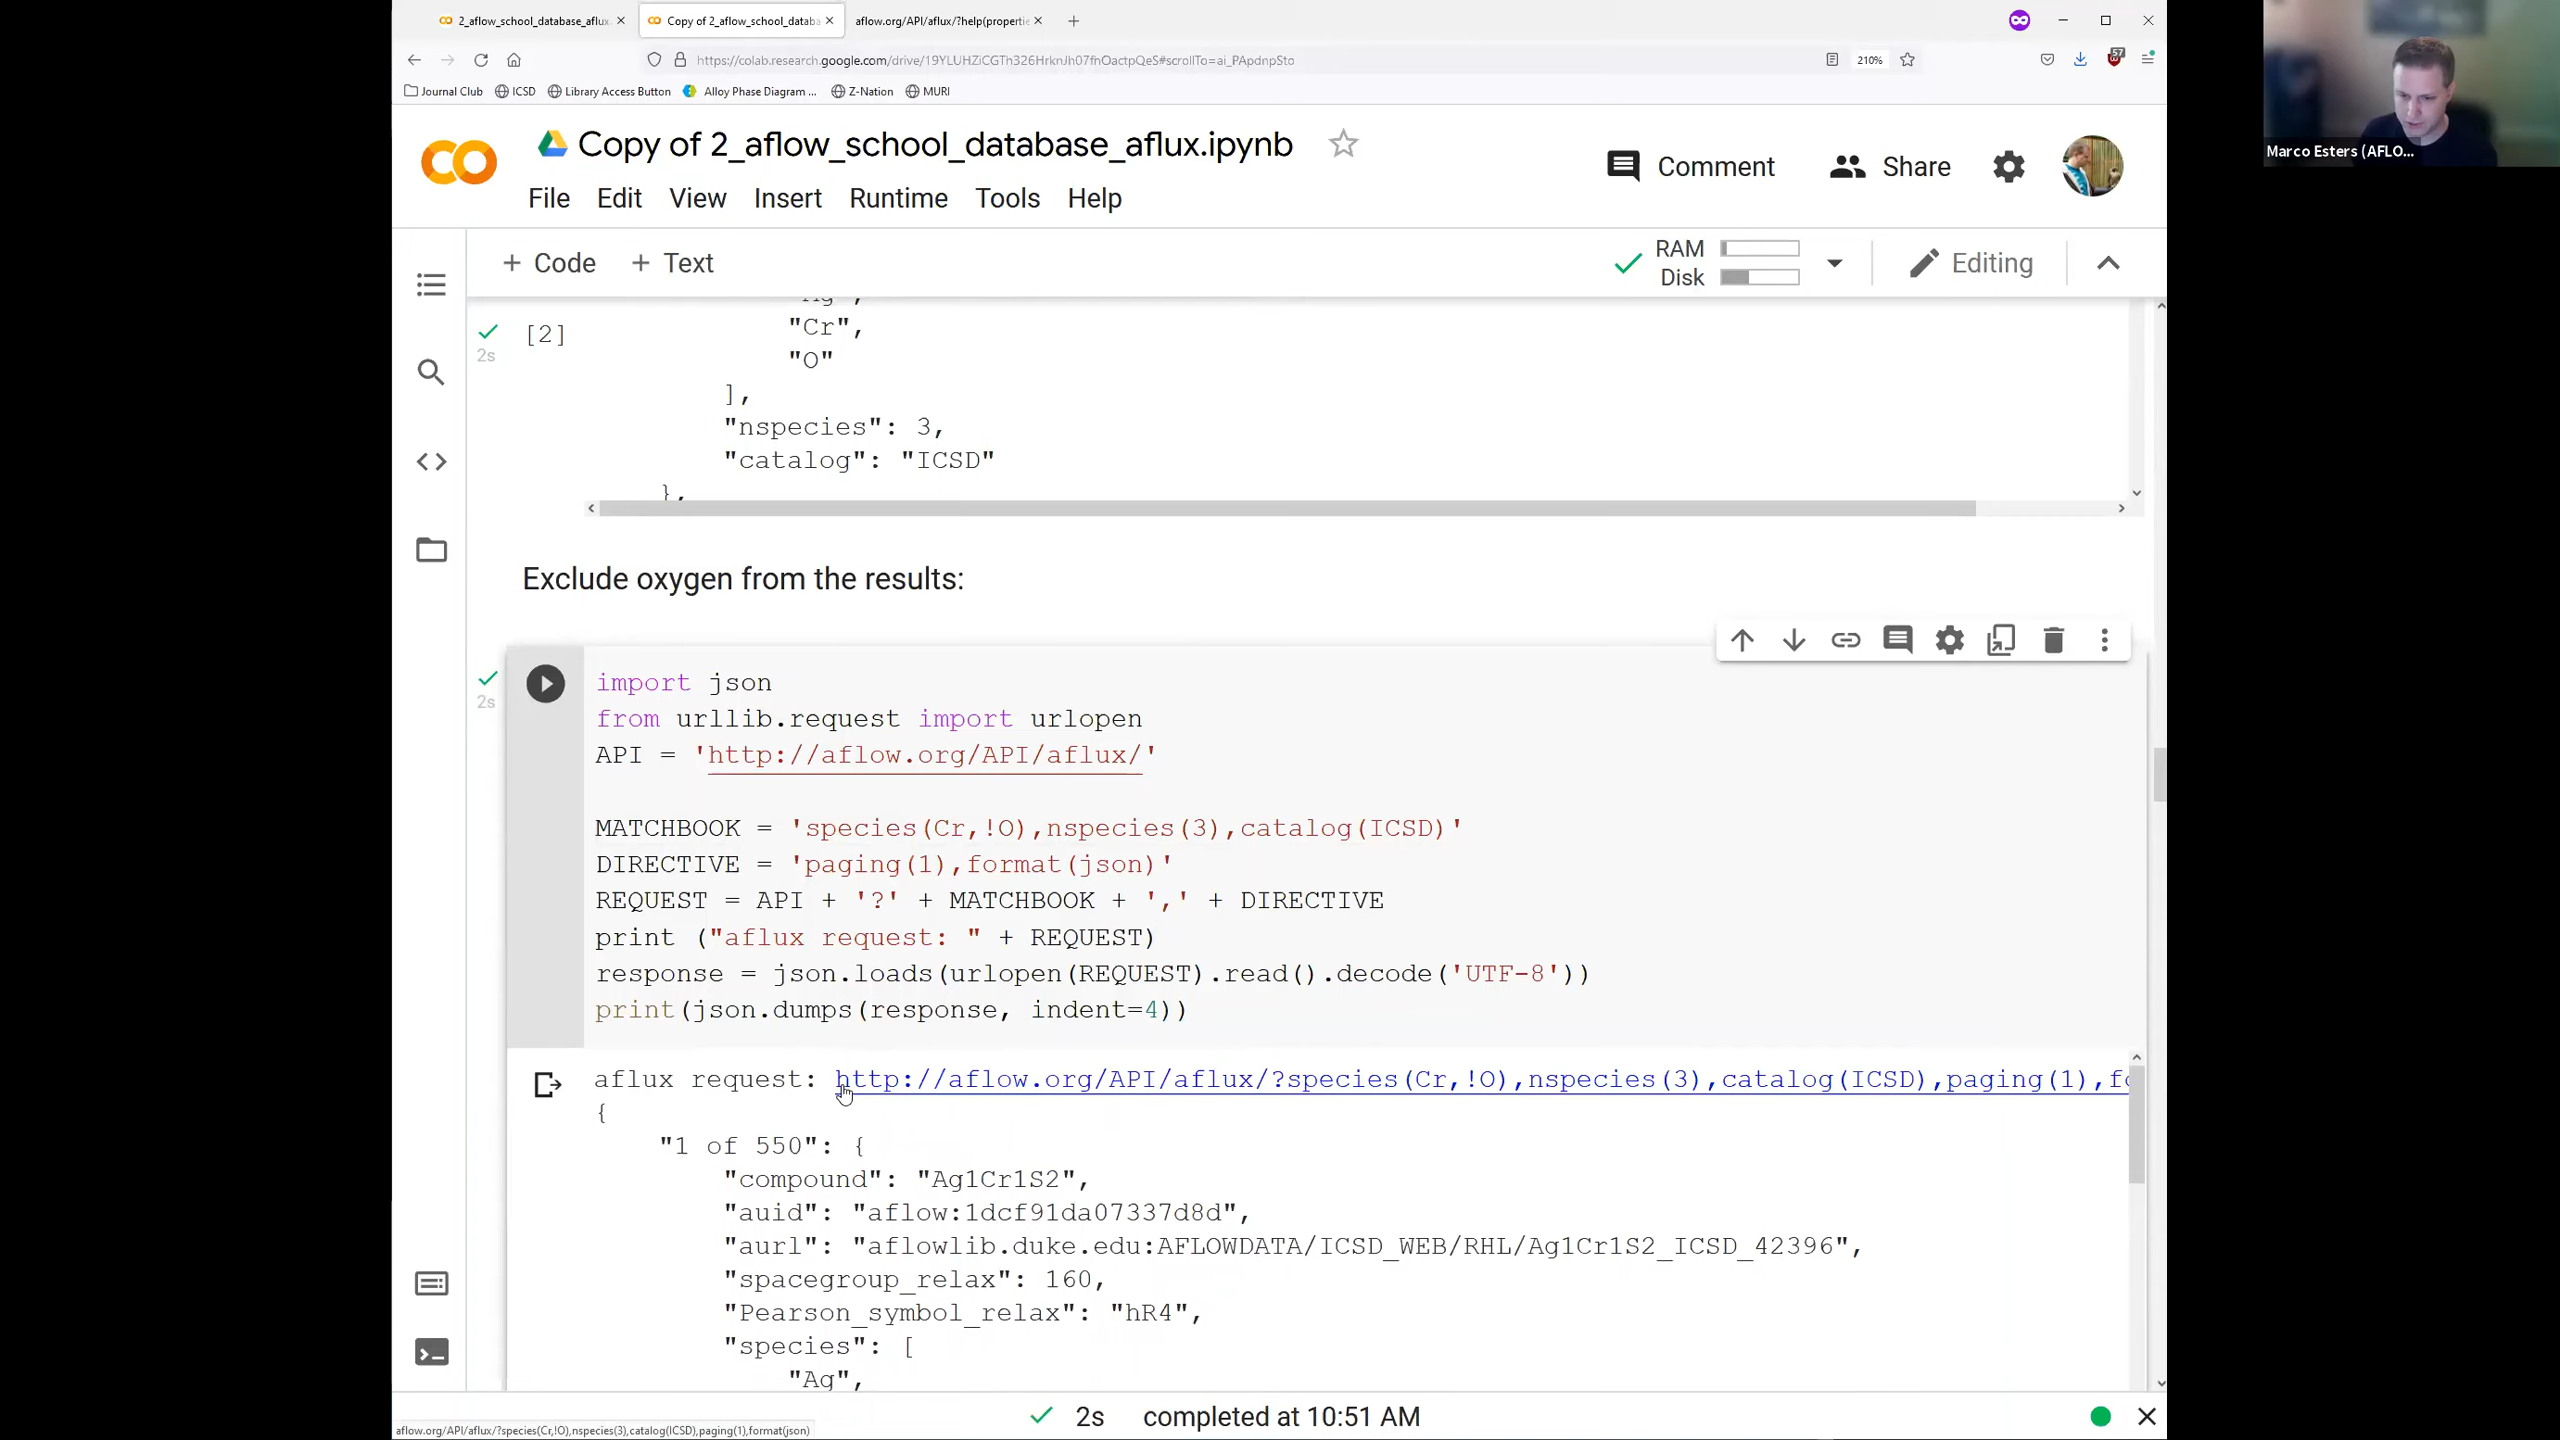 2_aflow_school_database_aflux.
Copy of 2_aflow_school_datab
aflow.org/API/aflux/?help(properti
https://colab.research.google.com/drive/19YLUHZiCGTh326HrknJh07fnOactpQeS#scrollTo=ai_PApdnpSto
210%
57
Journal Club
ICSD
Library Access Button
Alloy Phase Diagram ...
Z-Nation
MURI
Marco Esters (AFLO...
Copy of 2_aflow_school_database_aflux.ipynb
Comment
Share
File Edit View Insert Runtime Tools Help
+ Code + Text
RAM
Disk
Editing
"Ag",
[2]
"Cr",
2s
"O"
],
"nspecies": 3,
"catalog": "ICSD"
},
Exclude oxygen from the results:
2s
import json
from urllib.request import urlopen
API = 'http://aflow.org/API/aflux/'
MATCHBOOK = 'species(Cr,!O),nspecies(3),catalog(ICSD)'
DIRECTIVE = 'paging(1),format(json)'
REQUEST = API + '?' + MATCHBOOK + ',' + DIRECTIVE
print ("aflux request: " + REQUEST)
response = json.loads(urlopen(REQUEST).read().decode('UTF-8'))
print(json.dumps(response, indent=4))
aflux request: http://aflow.org/API/aflux/?species(Cr,!O),nspecies(3),catalog(ICSD),paging(1),fo
{
"1 of 550": {
"compound": "Ag1Cr1S2",
"auid": "aflow:1dcf91da07337d8d",
"aurl": "aflowlib.duke.edu:AFLOWDATA/ICSD_WEB/RHL/Ag1Cr1S2_ICSD_42396",
"spacegroup_relax": 160,
"Pearson_symbol_relax": "hR4",
"species": [
"Ag",
2s completed at 10:51 AM
aflow.org/API/aflux/?species(Cr,!O),nspecies(3),catalog(ICSD),paging(1),format(json)